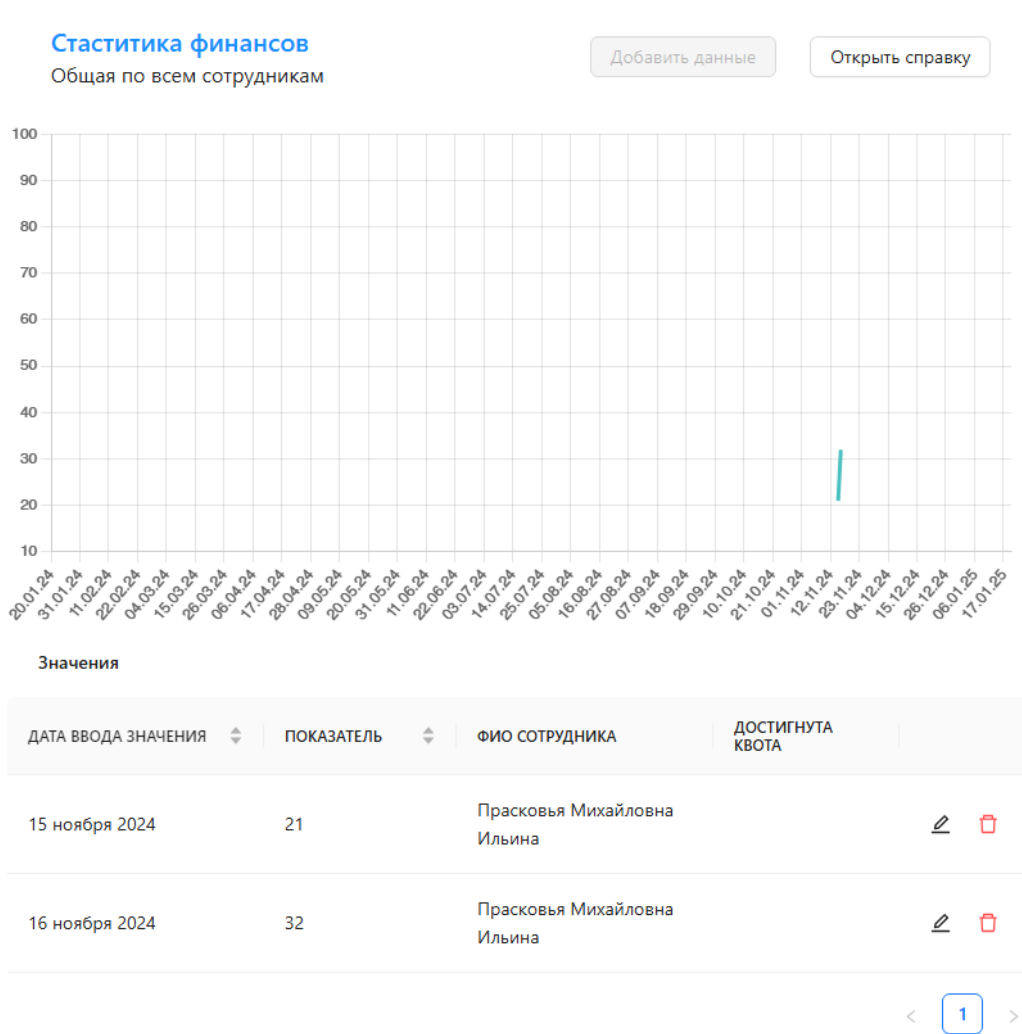 Стаститика финансов
Общая по всем сотрудникам
Добавить данные
Открыть справку
100
90
80
70
60
50
40
30
20
10
20.01.24
31.01.24
11.02.24
22.02.24
04.03.24
15.03.24
26.03.24
06.04.24
17.04.24
28.04.24
09.05.24
20.05.24
31.05.24
11.06.24
22.06.24
03.07.24
14.07.24
25.07.24
05.08.24
16.08.24
27.08.24
07.09.24
18.09.24
29.09.24
10.10.24
21.10.24
01.11.24
12.11.24
23.11.24
04.12.24
15.12.24
26.12.24
06.01.25
17.01.25
Значения
ДАТА ВВОДА ЗНАЧЕНИЯ
ПОКАЗАТЕЛЬ
ФИО СОТРУДНИКА
ДОСТИГНУТА
КВОТА
15 ноября 2024
21
Прасковья Михайловна
Ильина
16 ноября 2024
32
Прасковья Михайловна
Ильина
1